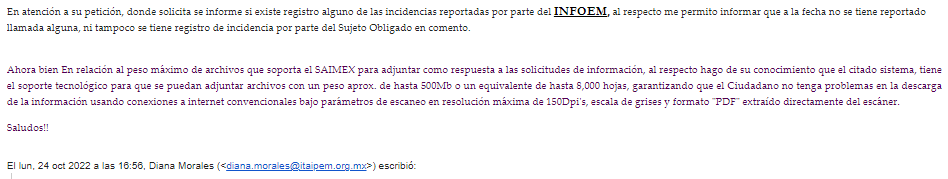 En atención a su petición, donde solicita se informe si existe registro alguno de las incidencias reportadas por parte del INFOEM, al respecto me permito informar que a la fecha no se tiene reportado
llamada alguna, ni tampoco se tiene registro de incidencia por parte del Sujeto Obligado en comento.
Ahora bien En relación al peso máximo de archivos que soporta el SAIMEX para adjuntar como respuesta a las solicitudes de información, al respecto hago de su conocimiento que el citado sistema, tiene
el soporte tecnológico para que se puedan adjuntar archivos con un peso aprox. de hasta 500Mb o un equivalente de hasta 8,000 hojas, garantizando que el Ciudadano no tenga problemas en la descarga
de la información usando conexiones a internet convencionales bajo parámetros de escaneo en resolución máxima de 150Dpi's, escala de grises y formato "PDF" extraído directamente del escáner.
Saludos!!
El lun, 24 oct 2022 a las 16:56, Diana Morales (<diana.morales@itaipem.org.mx>) escribió: